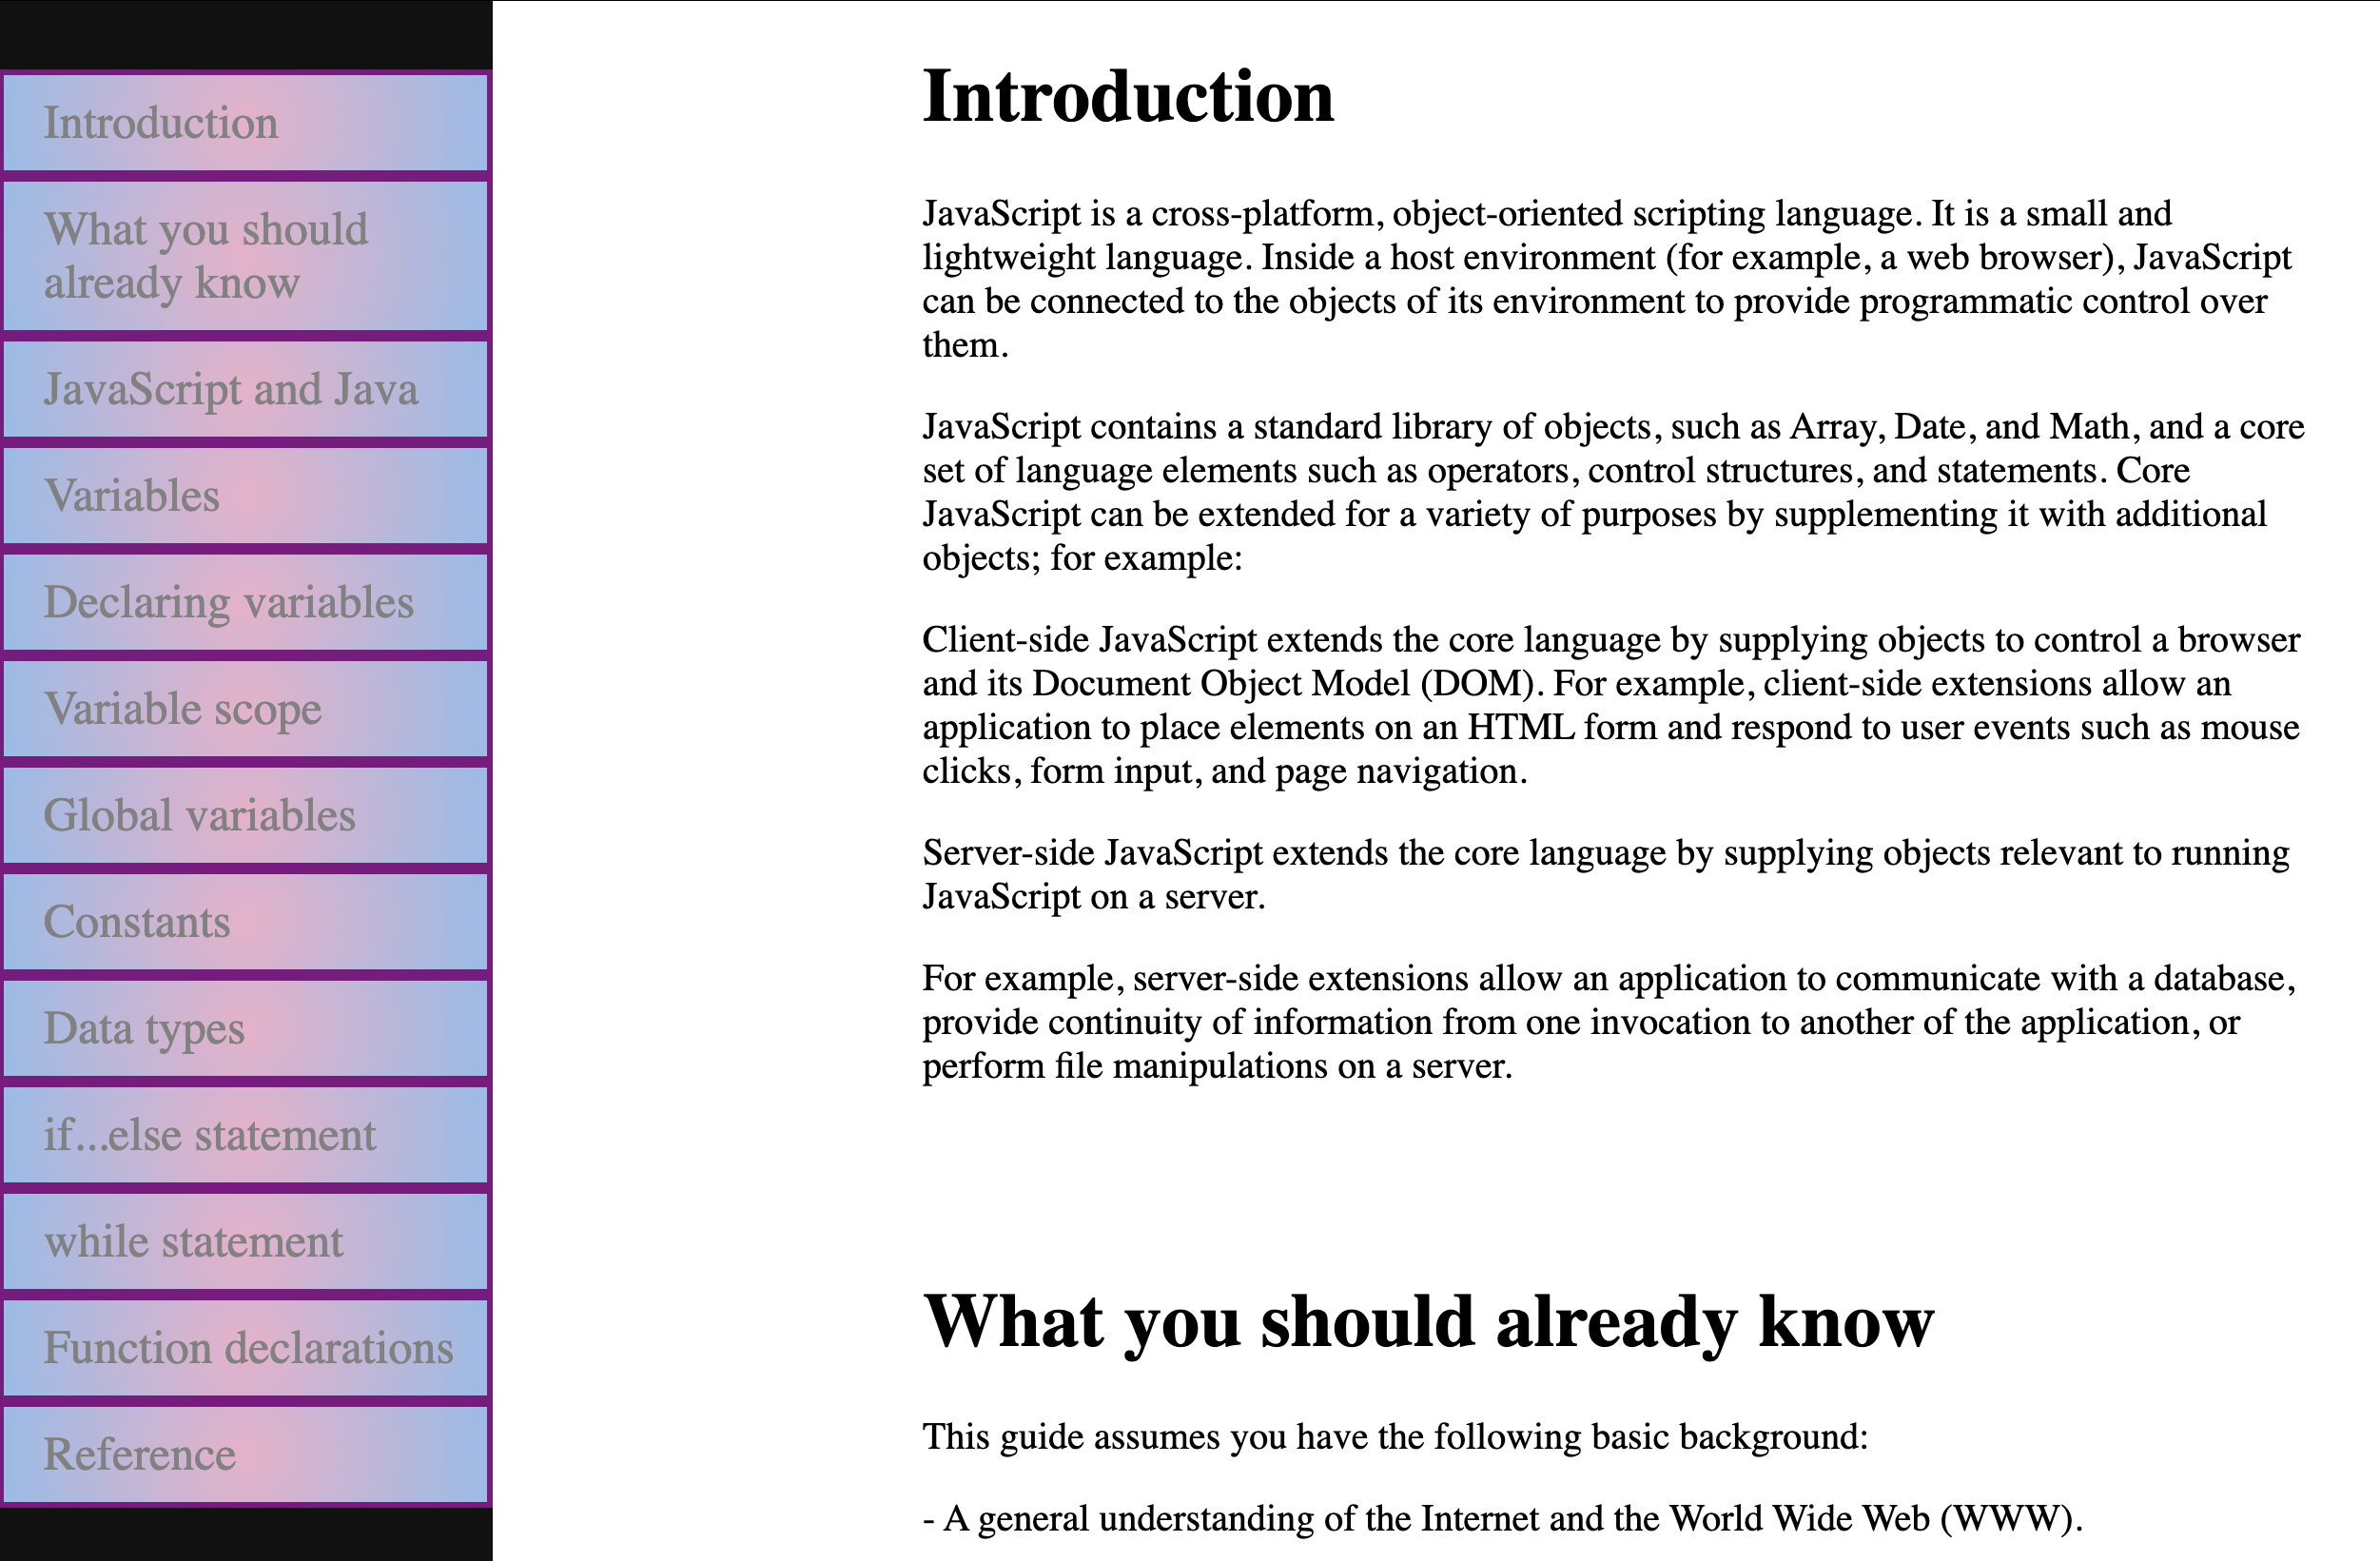 Introduction
What you should
already know
JavaScript and Java
Variables
Declaring variables
Variable scope
Global variables
Constants
Data types
if...else statement
while statement
Function declarations
Reference
Introduction
JavaScript is a cross-platform, object-oriented scripting language. It is a small and
lightweight language. Inside a host environment (for example, a web browser), JavaScript
can be connected to the objects of its environment to provide programmatic control over
them.
JavaScript contains a standard library of objects, such as Array, Date, and Math, and a core
set of language elements such as operators, control structures, and statements. Core
JavaScript can be extended for a variety of purposes by supplementing it with additional
objects; for example:
Client-side JavaScript extends the core language by supplying objects to control a browser
and its Document Object Model (DOM). For example, client-side extensions allow an
application to place elements on an HTML form and respond to user events such as mouse
clicks, form input, and page navigation.
Server-side JavaScript extends the core language by supplying objects relevant to running
JavaScript on a server.
For example, server-side extensions allow an application to communicate with a database,
provide continuity of information from one invocation to another of the application, or
perform file manipulations on a server.
What you should already know
This guide assumes you have the following basic background:
- A general understanding of the Internet and the World Wide Web (WWW).